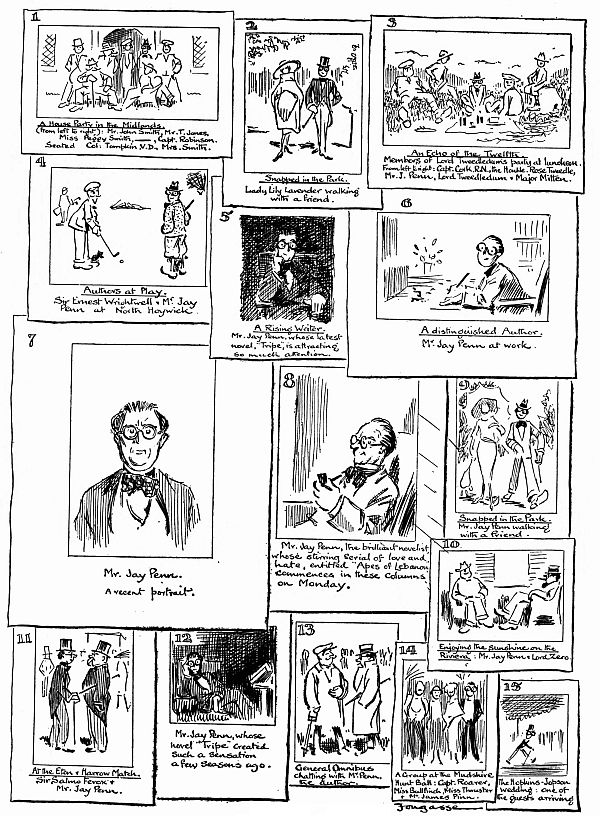 1
A House Party in the Midlands.
(From left to right): Mr. John Smith, Mr. T. Jones,
Miss Peggy Smith, ——, Capt. Robinson.
Seated Col: Tompkin V.D., Mrs. Smith.
2
Snapped in the Park.
Lady Lily Lavender walking
with a friend.
3
An Echo of the Twelfth
Members of Lord Tweedledum's party at luncheon.
From left to right: Capt. Cork. R.N., the Honble. Rose Tweedle,
Mr. J. Penn, Lord Tweedledum & Major Mitten.
4
Authors at Play.
Sir Ernest Wrightwell & Mr Jay
Penn at North Haywick.
5
A Rising Writer.
Mr. Jay Penn, whose latest
novel, "Tripe", is attracting
so much attention.
6
A distinguished Author.
Mr Jay Penn at work.
7
Mr. Jay Penn.
A recent portrait.
8
Mr. Jay Penn, the brilliant novelist,
whose stirring serial of love and
hate, entitled "Apes of Lebanon"
commences in these columns
on Monday.
9
Snapped in the Park.
Mr. Jay Penn walking
with a friend.
10
Enjoying the sunshine on the
Riviera: Mr. Jay Penn & Lord Zero.
11
At the Eton & Harrow Match.
Sir Salmo Ferox &
Mr. Jay Penn.
12
Mr. Jay Penn, whose
novel "Tripe" created
such a sensation
a few seasons ago.
13
General Omnibus
chatting with Mr. Penn.
the author.
14
A Group at the Mudshire
Hunt Ball: Capt. Roarer,
Miss Bullfinch, Miss Thruster
& Mr. James Pinn.
15
The Hopkins-Jobson
Wedding: one of
the guests arriving
Fougasse